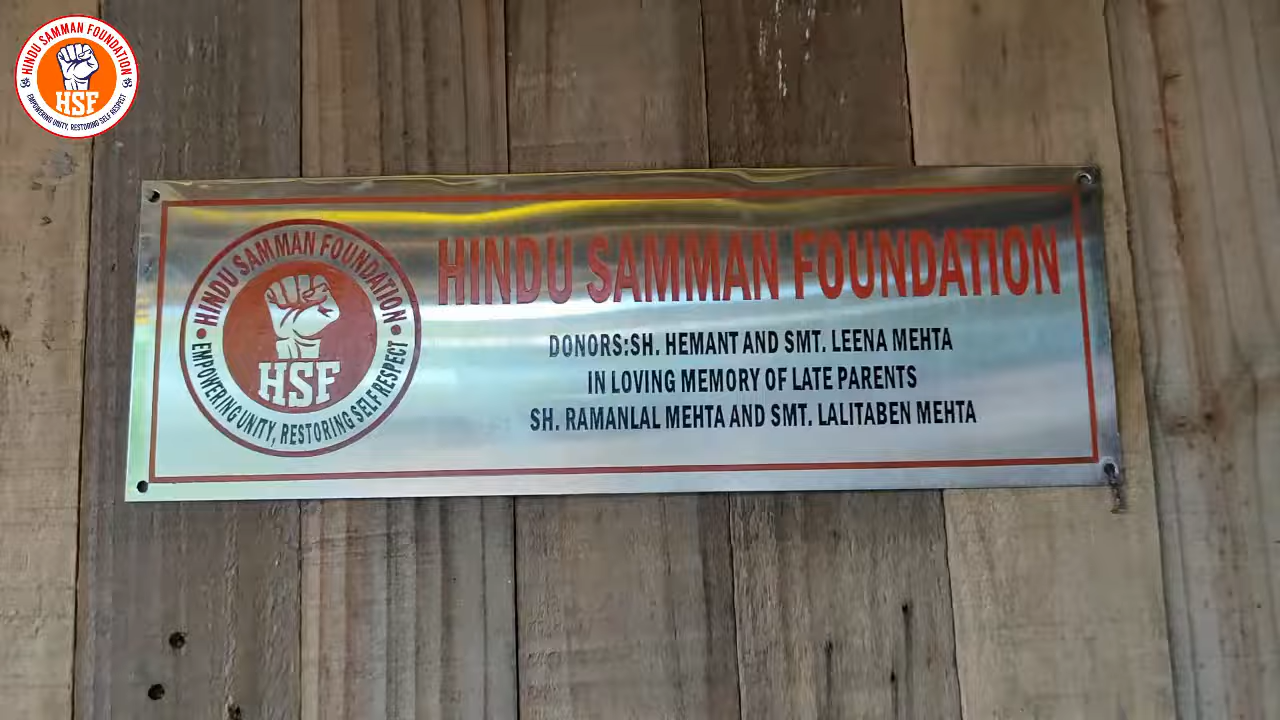 HINDU SAMMAN FOUNDATION
HSF
EMPOWERING UNITY, RESTORING SELF RESPECT
HINDU SAMMAN FOUNDATION
HSF
EMPOWERING UNITY, RESTORING SELF RESPECT
HINDU SAMMAN FOUNDATION
DONORS:SH. HEMANT AND SMT. LEENA MEHTA
IN LOVING MEMORY OF LATE PARENTS
SH. RAMANLAL MEHTA AND SMT. LALITABEN MEHTA